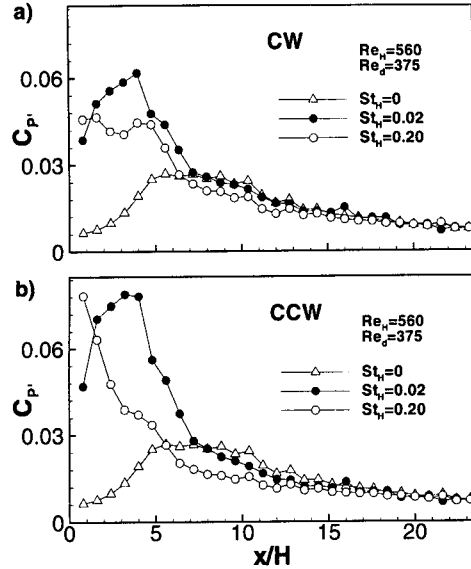 a)
CW
Re_H=560
Re_d=375
St_H=0
St_H=0.02
St_H=0.20
C_P'
0.06
0.03
0
b)
CCW
Re_H=560
Re_d=375
St_H=0
St_H=0.02
St_H=0.20
C_P'
0.06
0.03
0
0 5 10 15 20
x/H